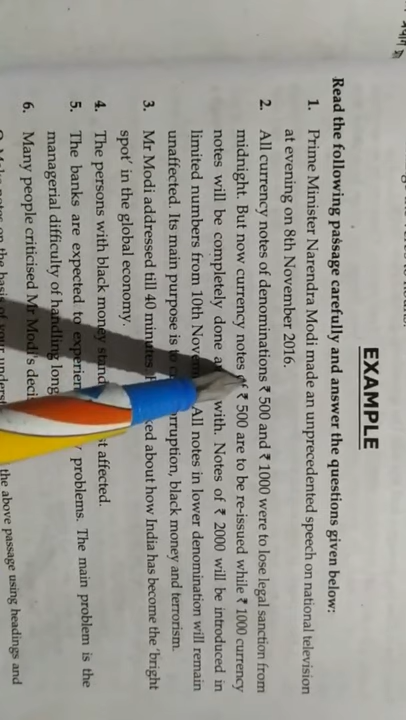 EXAMPLE
Read the following passage carefully and answer the questions given below:
1. Prime Minister Narendra Modi made an unprecedented speech on national television
at evening on 8th November 2016.
2. All currency notes of denominations ₹ 500 and ₹ 1000 were to lose legal sanction from
midnight. But now currency notes of ₹ 500 are to be re-issued while ₹ 1000 currency
notes will be completely done with. Notes of ₹ 2000 will be introduced in
limited numbers from 10th All notes in lower denomination will remain
unaffected. Its main purpose is black money and terrorism.
3. Mr Modi addressed till 40 minutes about how India has become the 'bright
spot' in the global economy.
4. The persons with black money affected.
5. The banks are expected to problems. The main problem is the
managerial difficulty of handling long
6. Many people criticised Mr Modi's
the above passage using headings and